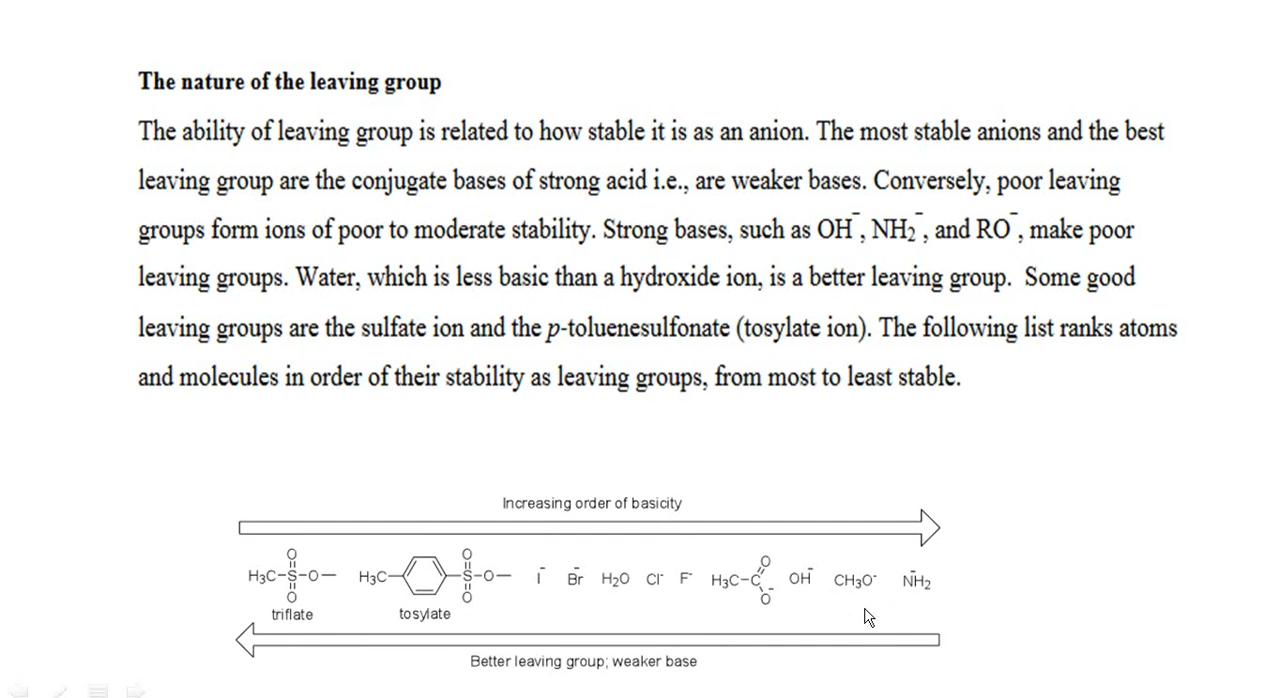 The nature of the leaving group
The ability of leaving group is related to how stable it is as an anion. The most stable anions and the best
leaving group are the conjugate bases of strong acid i.e., are weaker bases. Conversely, poor leaving
groups form ions of poor to moderate stability. Strong bases, such as OH⁻, NH₂⁻, and RO⁻, make poor
leaving groups. Water, which is less basic than a hydroxide ion, is a better leaving group. Some good
leaving groups are the sulfate ion and the p-toluenesulfonate (tosylate ion). The following list ranks atoms
and molecules in order of their stability as leaving groups, from most to least stable.
Increasing order of basicity
O O O
H₃C-S-O— H₃C- -S-O— I⁻ Br⁻ H₂O Cl⁻ F⁻ H₃C-C OH⁻ CH₃O⁻ NH₂⁻
O O O⁻
triflate tosylate
Better leaving group; weaker base